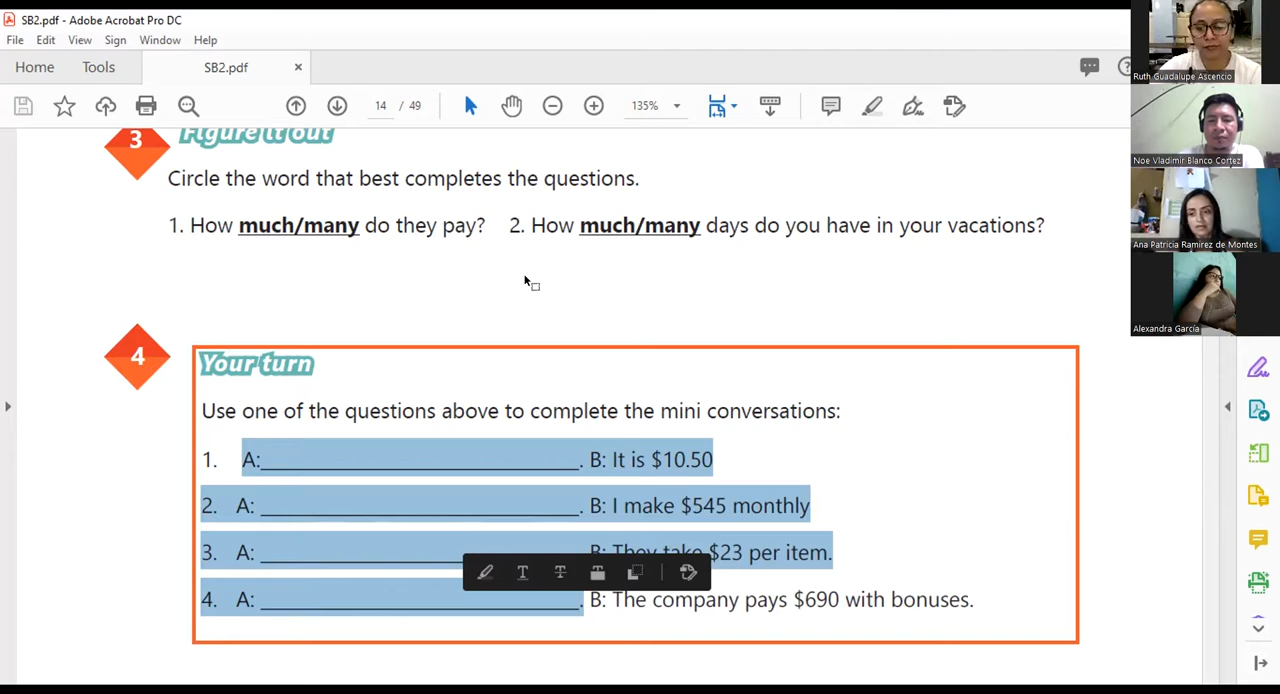 SB2.pdf - Adobe Acrobat Pro DC
File Edit View Sign Window Help
Home Tools SB2.pdf ×
14 / 49 135%
3 Figure it out
Circle the word that best completes the questions.
1. How much/many do they pay? 2. How much/many days do you have in your vacations?
4 Your turn
Use one of the questions above to complete the mini conversations:
1. A:______________________________. B: It is $10.50
2. A: ______________________________. B: I make $545 monthly
3. A: ______________________________ B: They take $23 per item.
4. A: ______________________________. B: The company pays $690 with bonuses.
Ruth Guadalupe Ascencio
Noe Vladimir Blanco Cortez
Ana Patricia Ramirez de Montes
Alexandra García